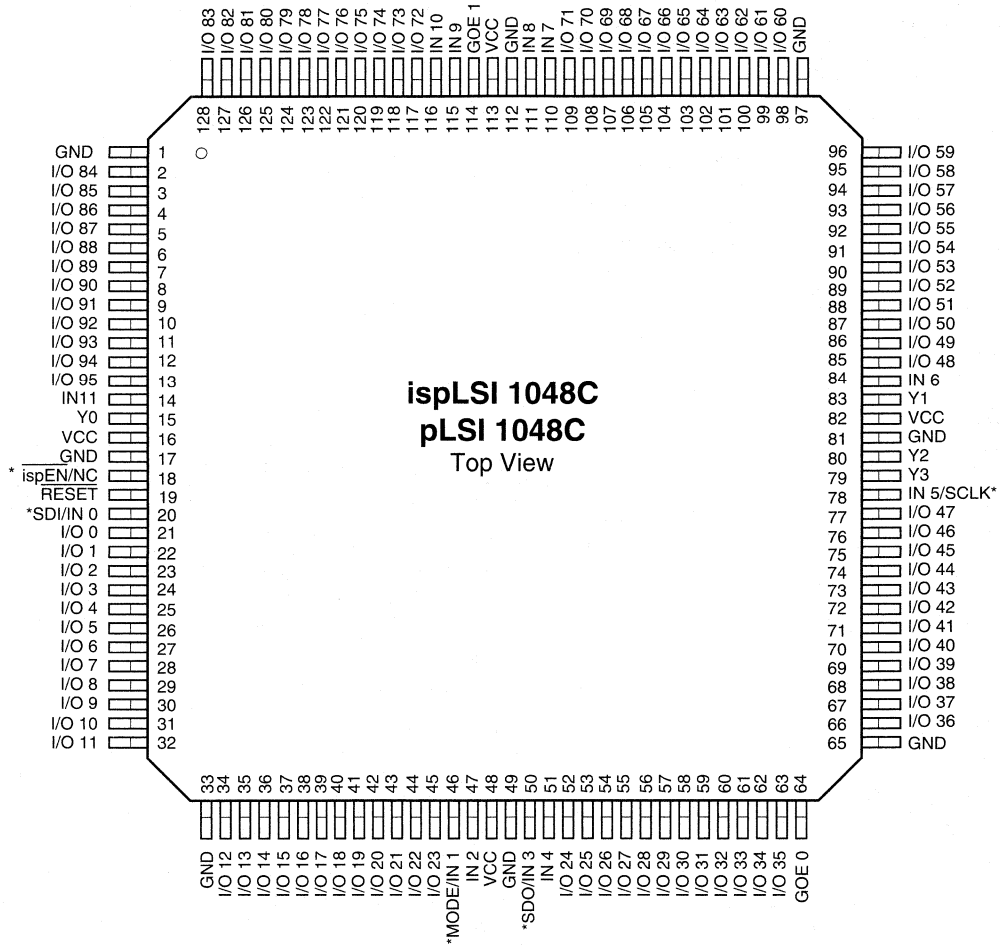 I/O 83
I/O 82
I/O 81
I/O 80
I/O 79
I/O 78
I/O 77
I/O 76
I/O 75
I/O 74
I/O 73
I/O 72
IN 10
IN 9
GOE 1
VCC
GND
IN 8
IN 7
I/O 71
I/O 70
I/O 69
I/O 68
I/O 67
I/O 66
I/O 65
I/O 64
I/O 63
I/O 62
I/O 61
I/O 60
GND
128
127
126
125
124
123
122
121
120
119
118
117
116
115
114
113
112
111
110
109
108
107
106
105
104
103
102
101
100
99
98
97
GND 1
I/O 84 2
I/O 85 3
I/O 86 4
I/O 87 5
I/O 88 6
I/O 89 7
I/O 90 8
I/O 91 9
I/O 92 10
I/O 93 11
I/O 94 12
I/O 95 13
IN11 14
Y0 15
VCC 16
GND 17
* ispEN/NC 18
RESET 19
*SDI/IN 0 20
I/O 0 21
I/O 1 22
I/O 2 23
I/O 3 24
I/O 4 25
I/O 5 26
I/O 6 27
I/O 7 28
I/O 8 29
I/O 9 30
I/O 10 31
I/O 11 32
ispLSI 1048C
pLSI 1048C
Top View
96 I/O 59
95 I/O 58
94 I/O 57
93 I/O 56
92 I/O 55
91 I/O 54
90 I/O 53
89 I/O 52
88 I/O 51
87 I/O 50
86 I/O 49
85 I/O 48
84 IN 6
83 Y1
82 VCC
81 GND
80 Y2
79 Y3
78 IN 5/SCLK*
77 I/O 47
76 I/O 46
75 I/O 45
74 I/O 44
73 I/O 43
72 I/O 42
71 I/O 41
70 I/O 40
69 I/O 39
68 I/O 38
67 I/O 37
66 I/O 36
65 GND
33
34
35
36
37
38
39
40
41
42
43
44
45
46
47
48
49
50
51
52
53
54
55
56
57
58
59
60
61
62
63
64
GND
I/O 12
I/O 13
I/O 14
I/O 15
I/O 16
I/O 17
I/O 18
I/O 19
I/O 20
I/O 21
I/O 22
I/O 23
*MODE/IN 1
IN 2
VCC
GND
*SDO/IN 3
IN 4
I/O 24
I/O 25
I/O 26
I/O 27
I/O 28
I/O 29
I/O 30
I/O 31
I/O 32
I/O 33
I/O 34
I/O 35
GOE 0